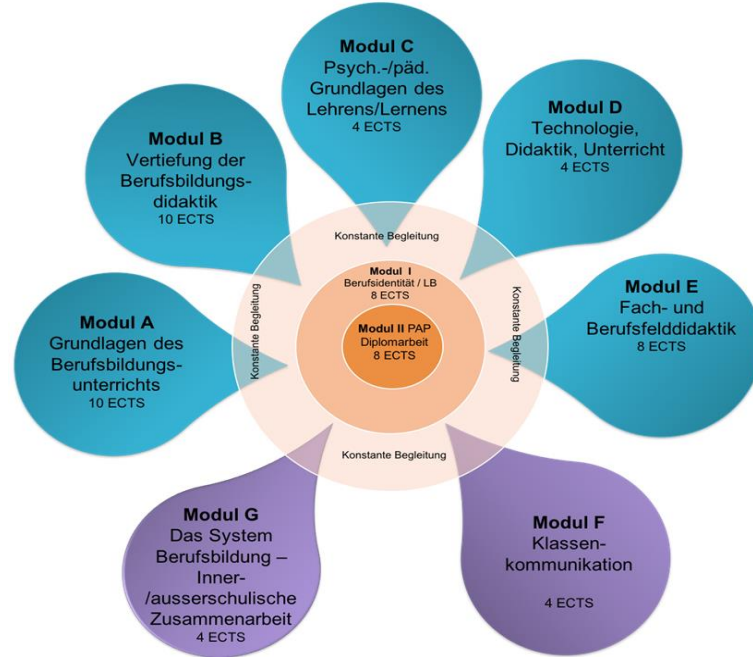 Modul C
Psych.-/päd.
Grundlagen des
Lehrens/Lernens
4 ECTS
Modul D
Technologie,
Didaktik, Unterricht
4 ECTS
Modul B
Vertiefung der
Berufsbildungs-
didaktik
10 ECTS
Konstante Begleitung
Modul I
Berufsidentität / LB
8 ECTS
Modul E
Fach- und
Berufsfelddidaktik
8 ECTS
Konstante Begleitung
Konstante Begleitung
Modul II PAP
Diplomarbeit
8 ECTS
Modul A
Grundlagen des
Berufsbildungs-
unterrichts
10 ECTS
Konstante Begleitung
Modul G
Das System
Berufsbildung –
Inner-
/ausserschulische
Zusammenarbeit
4 ECTS
Modul F
Klassen-
kommunikation
4 ECTS